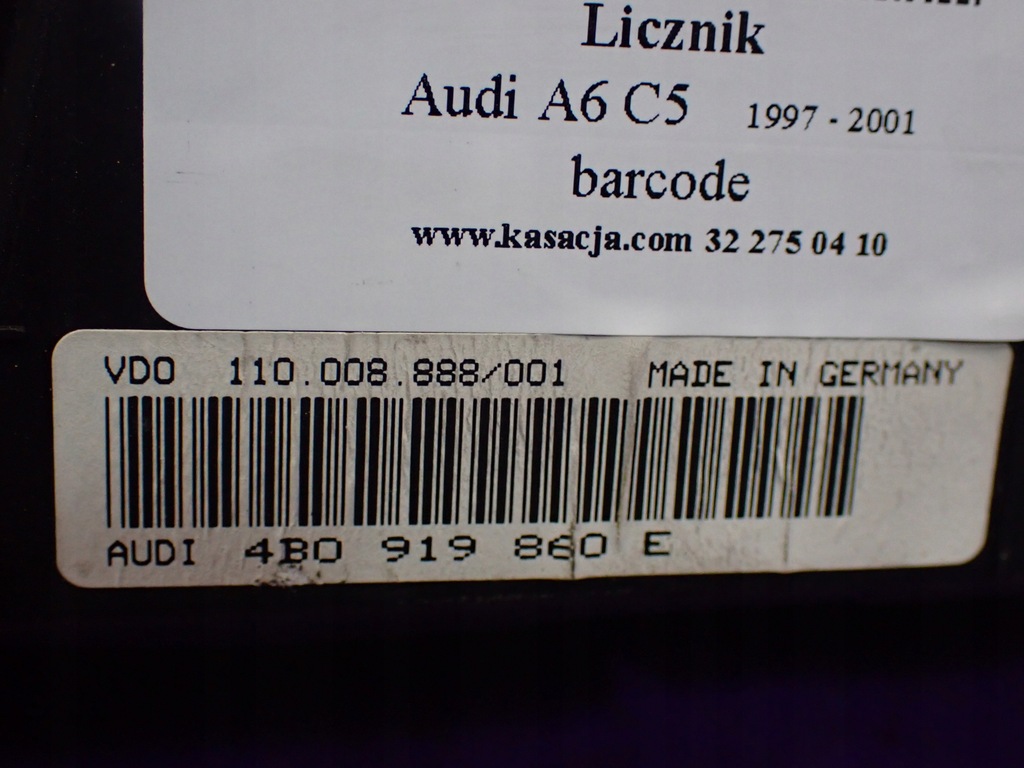 Licznik
Audi A6 C5 1997 - 2001
barcode
www.kasacja.com 32 275 04 10
VDO 110.008.888/001 MADE IN GERMANY
AUDI 4B0 919 860 E